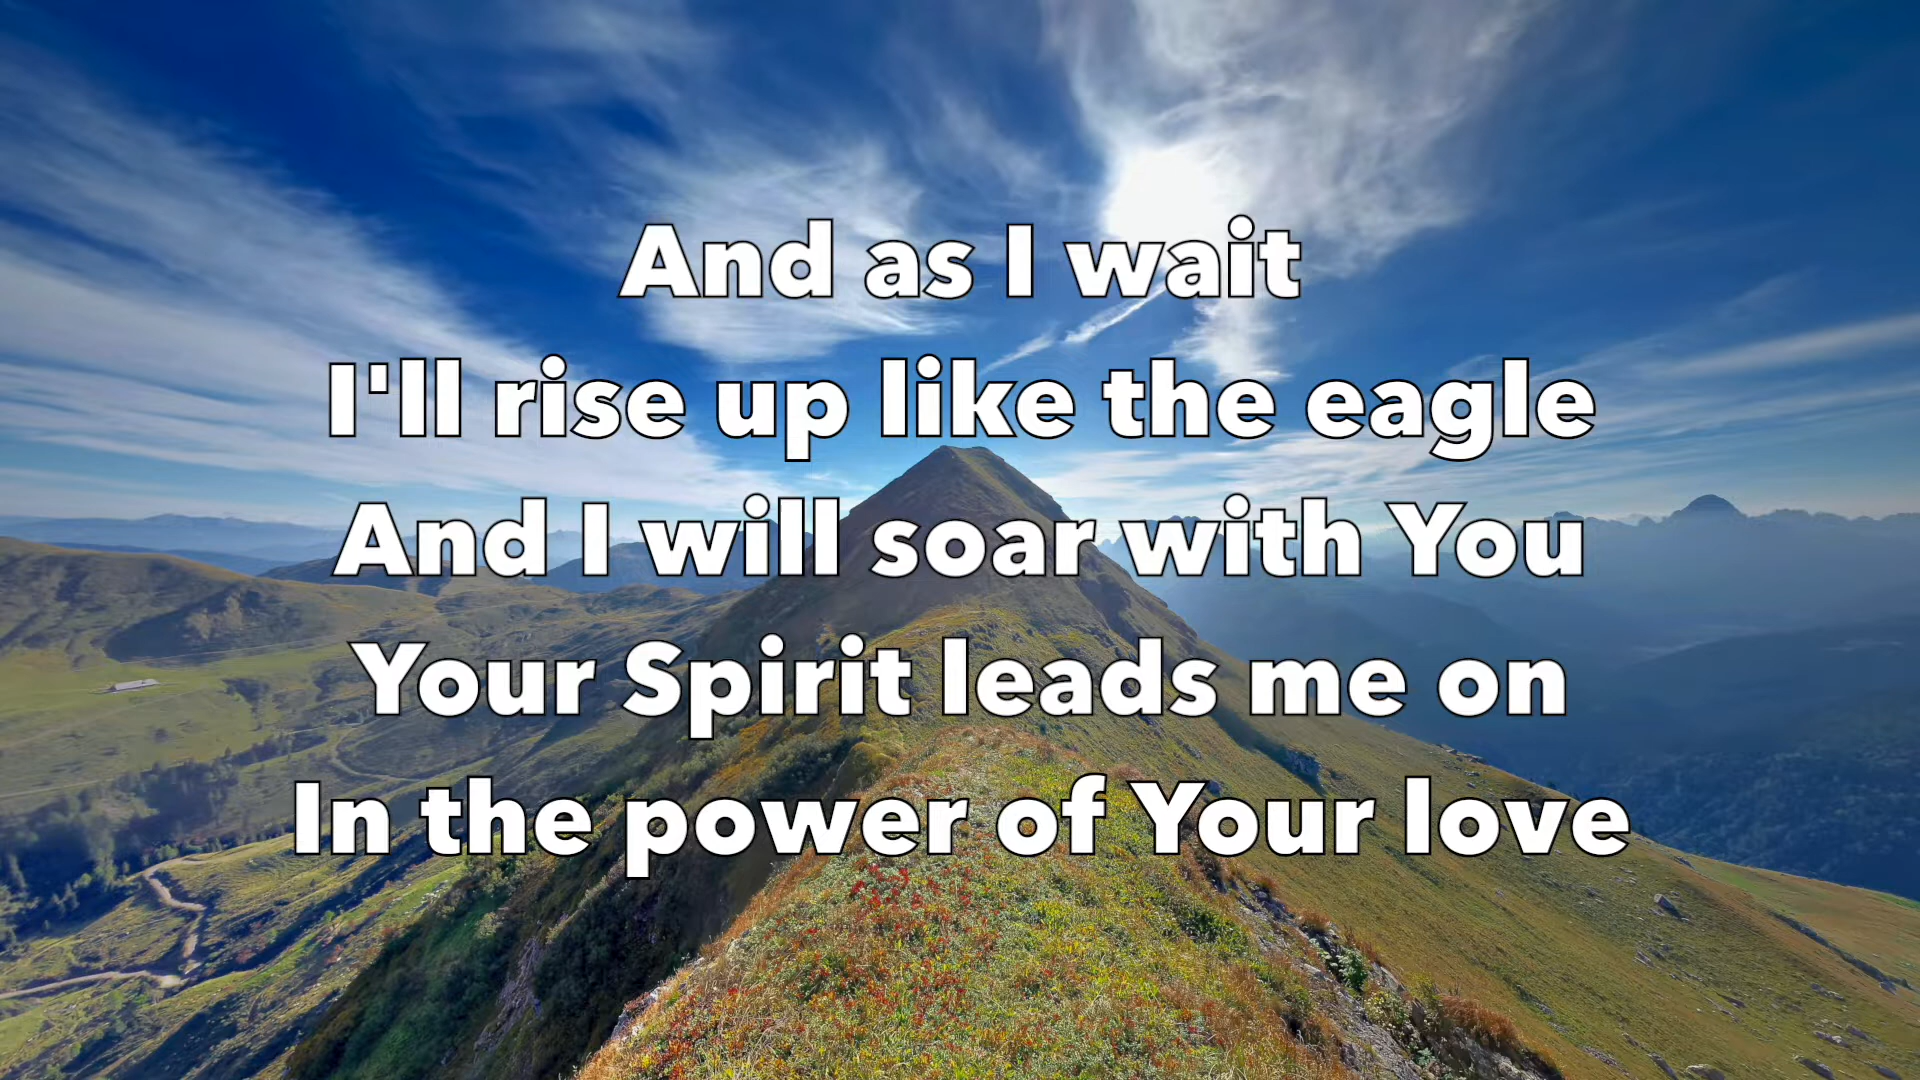 And as I wait
I'll rise up like the eagle
And I will soar with You
Your Spirit leads me on
In the power of Your love